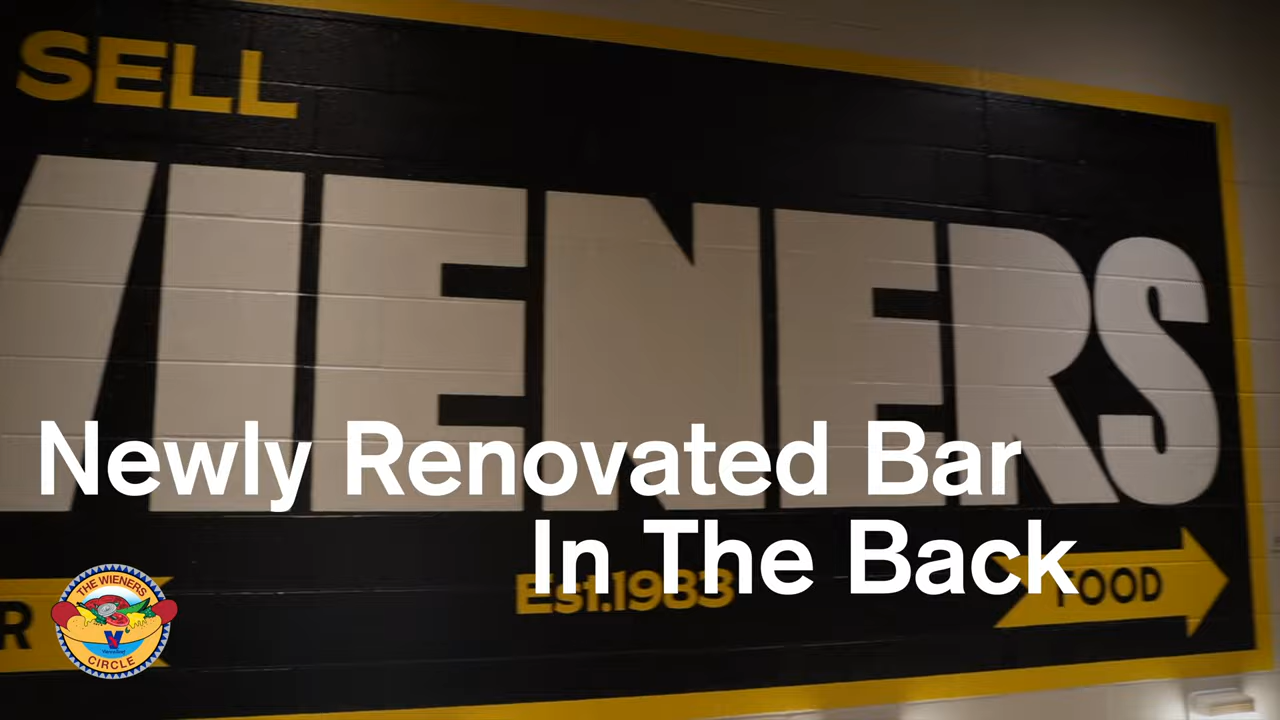 SELL
WIENERS
Newly Renovated Bar
In The Back
Est.1983
FOOD
R
THE WIENERS
CIRCLE